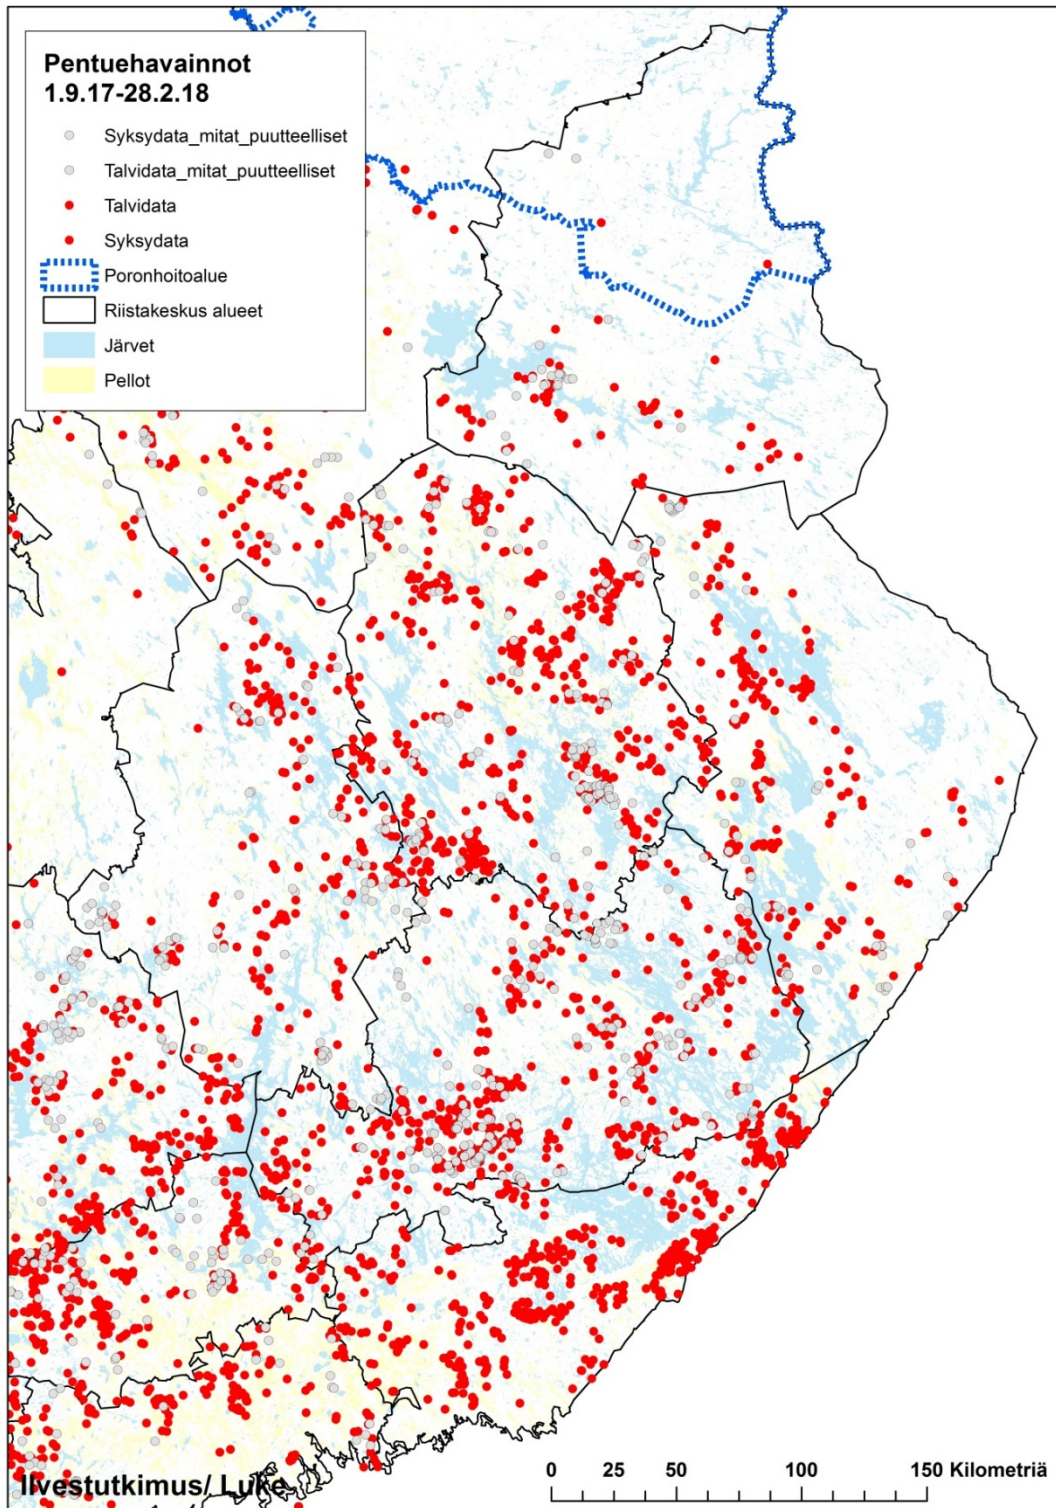 Pentuehavainnot
1.9.17-28.2.18
Syksydata_mitat_puutteelliset
Talvidata_mitat_puutteelliset
Talvidata
Syksydata
Poronhoitoalue
Riistakeskus alueet
Järvet
Pellot
Ilvestutkimus/ Luke
0 25 50 100 150 Kilometriä